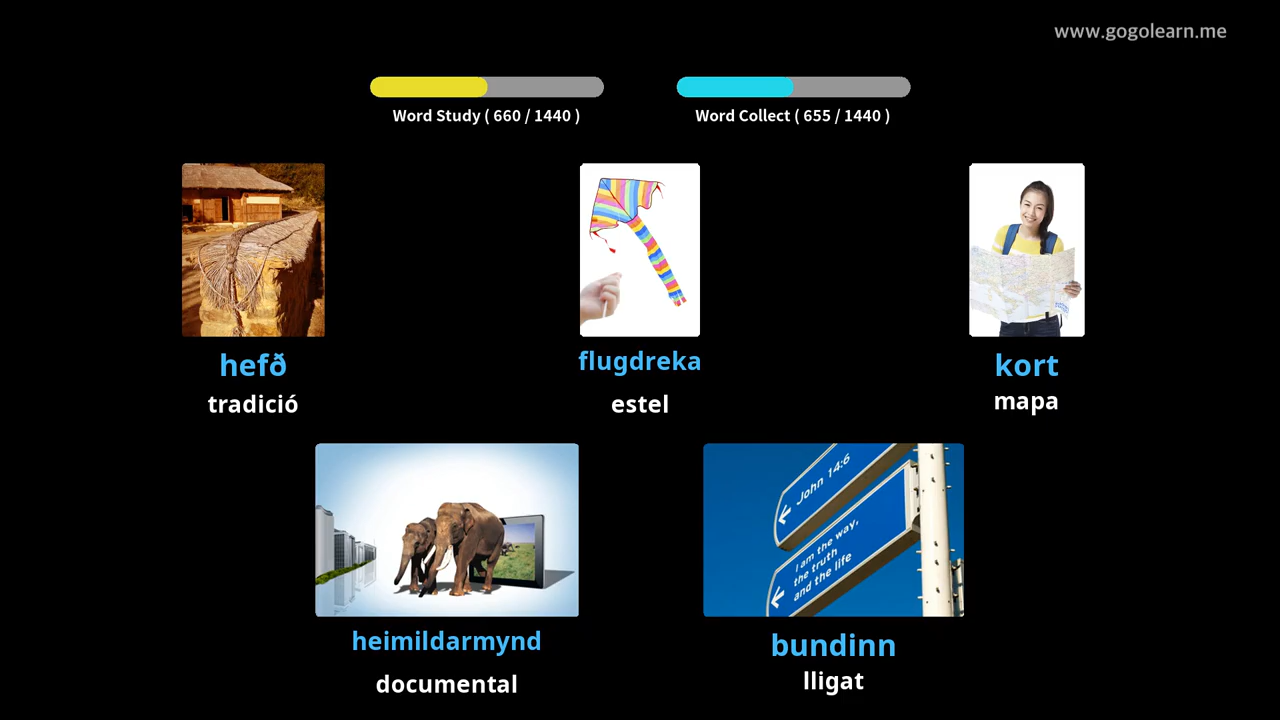 www.gogolearn.me
Word Study ( 660 / 1440 )
Word Collect ( 655 / 1440 )
hefð
tradició
flugdreka
estel
kort
mapa
John 14:6
I am the way,
the truth
and the life
heimildarmynd
documental
bundinn
lligat